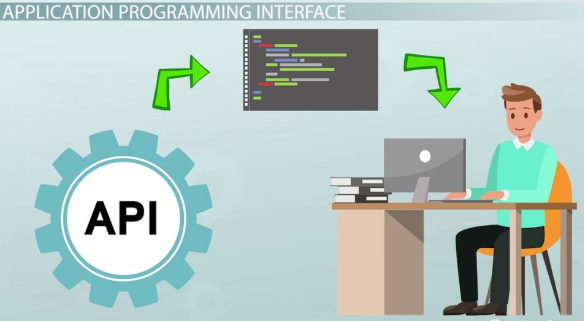 APPLICATION PROGRAMMING INTERFACE
API